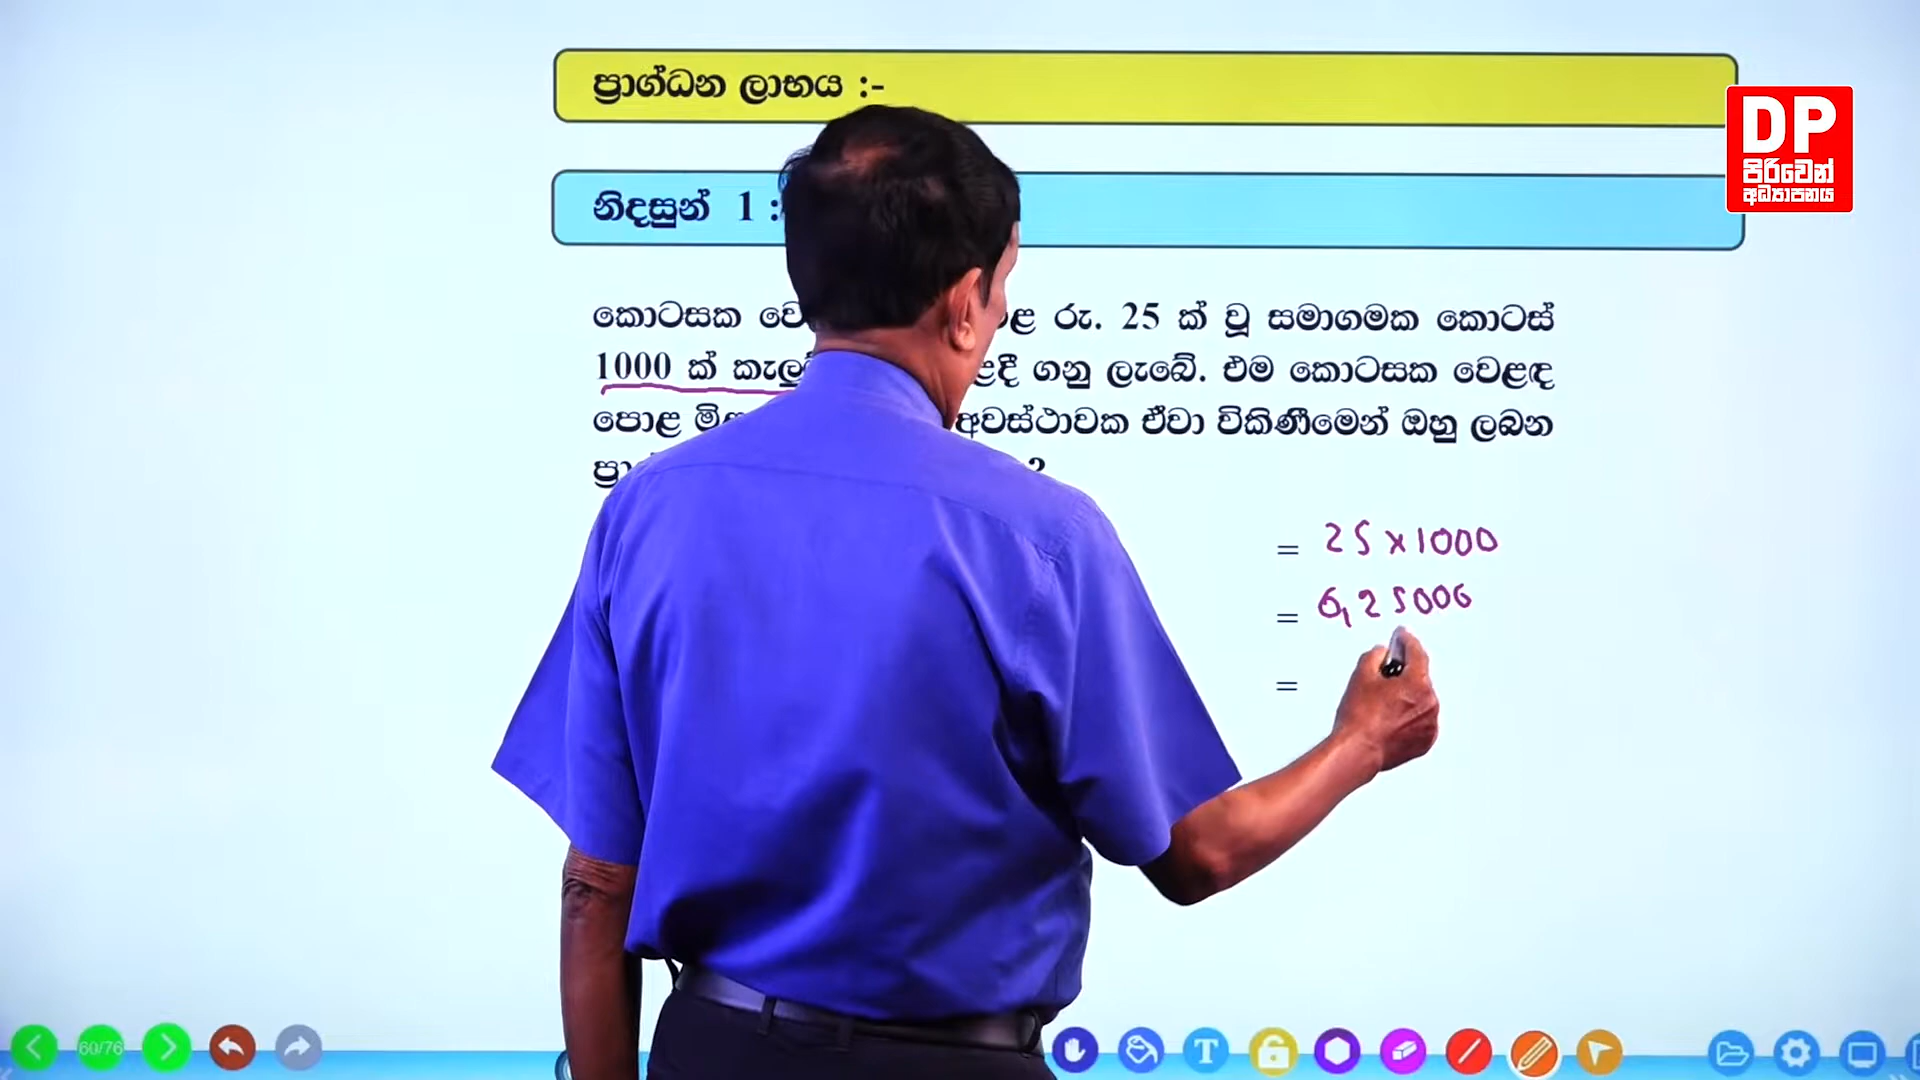 ප්‍රාග්ධන ලාභය :-
DP
පිරිවෙන්
අධ්‍යාපනය
නිදසුන් 1 :
කොටසක රු. 25 ක් වූ සමාගමක කොටස්
1000 ක් ගනු ලැබේ. එම කොටසක වෙළඳ
පොළ අවස්ථාවක ඒවා විකිණීමෙන් ඔහු ලබන
?
= 25 × 1000
= රු 25000
=
60/76
T